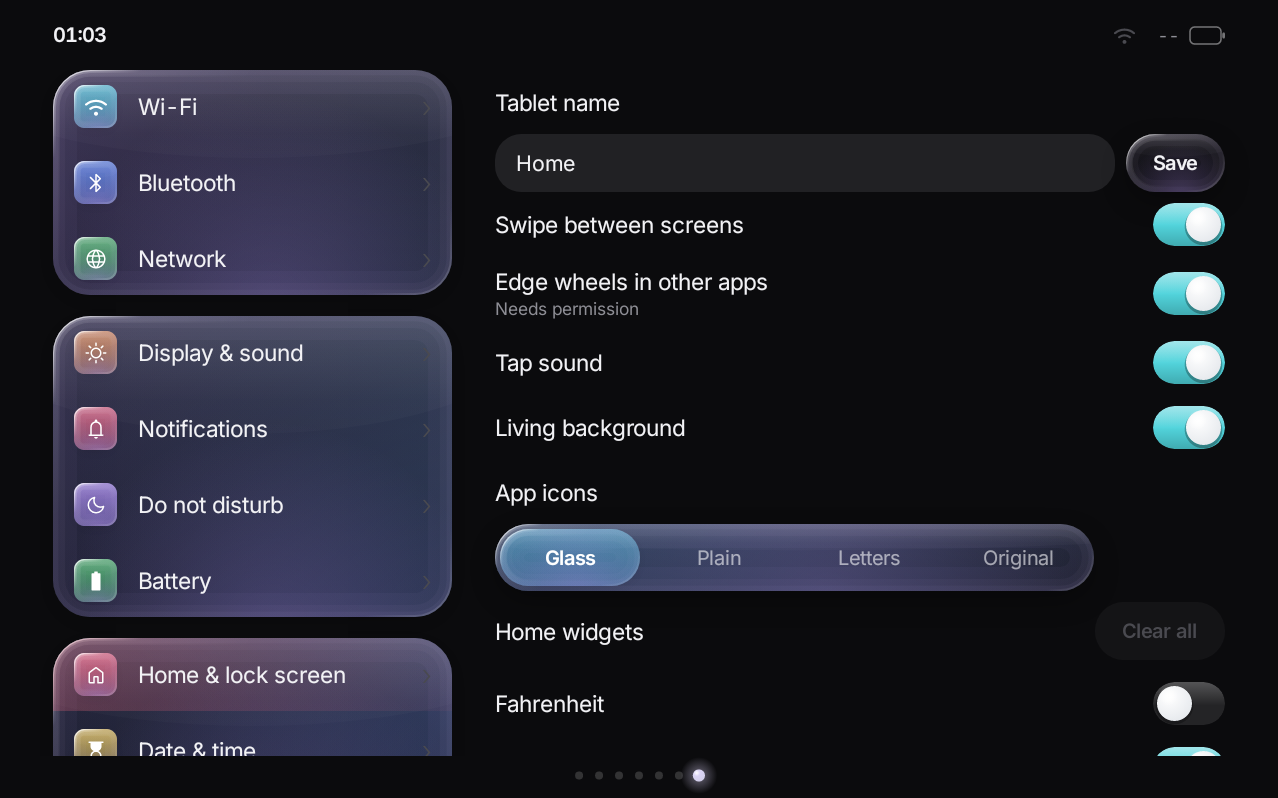 01:03
--
Wi-Fi
Bluetooth
Network
Display & sound
Notifications
Do not disturb
Battery
Home & lock screen
Date & time
Tablet name
Home
Save
Swipe between screens
Edge wheels in other apps
Needs permission
Tap sound
Living background
App icons
Glass Plain Letters Original
Home widgets
Clear all
Fahrenheit